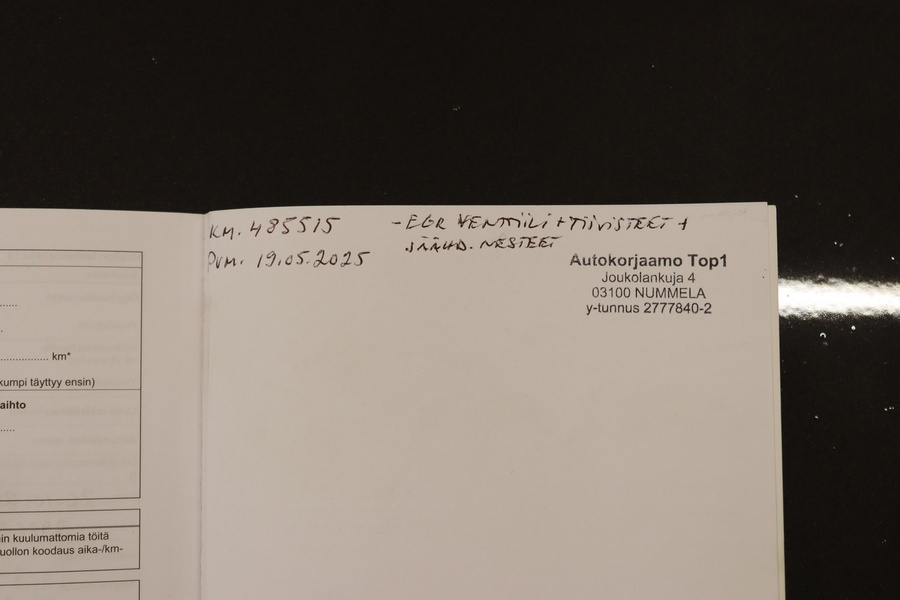 KM. 485515
PVM. 19.05.2025
- EGR VENTTIILI + TIIVISTEET +
JÄÄHD. NESTEET
Autokorjaamo Top1
Joukolankuja 4
03100 NUMMELA
y-tunnus 2777840-2
.......
.
................. km*
kumpi täyttyy ensin)
aihto
.....
in kuulumattomia töitä
uollon koodaus aika-/km-